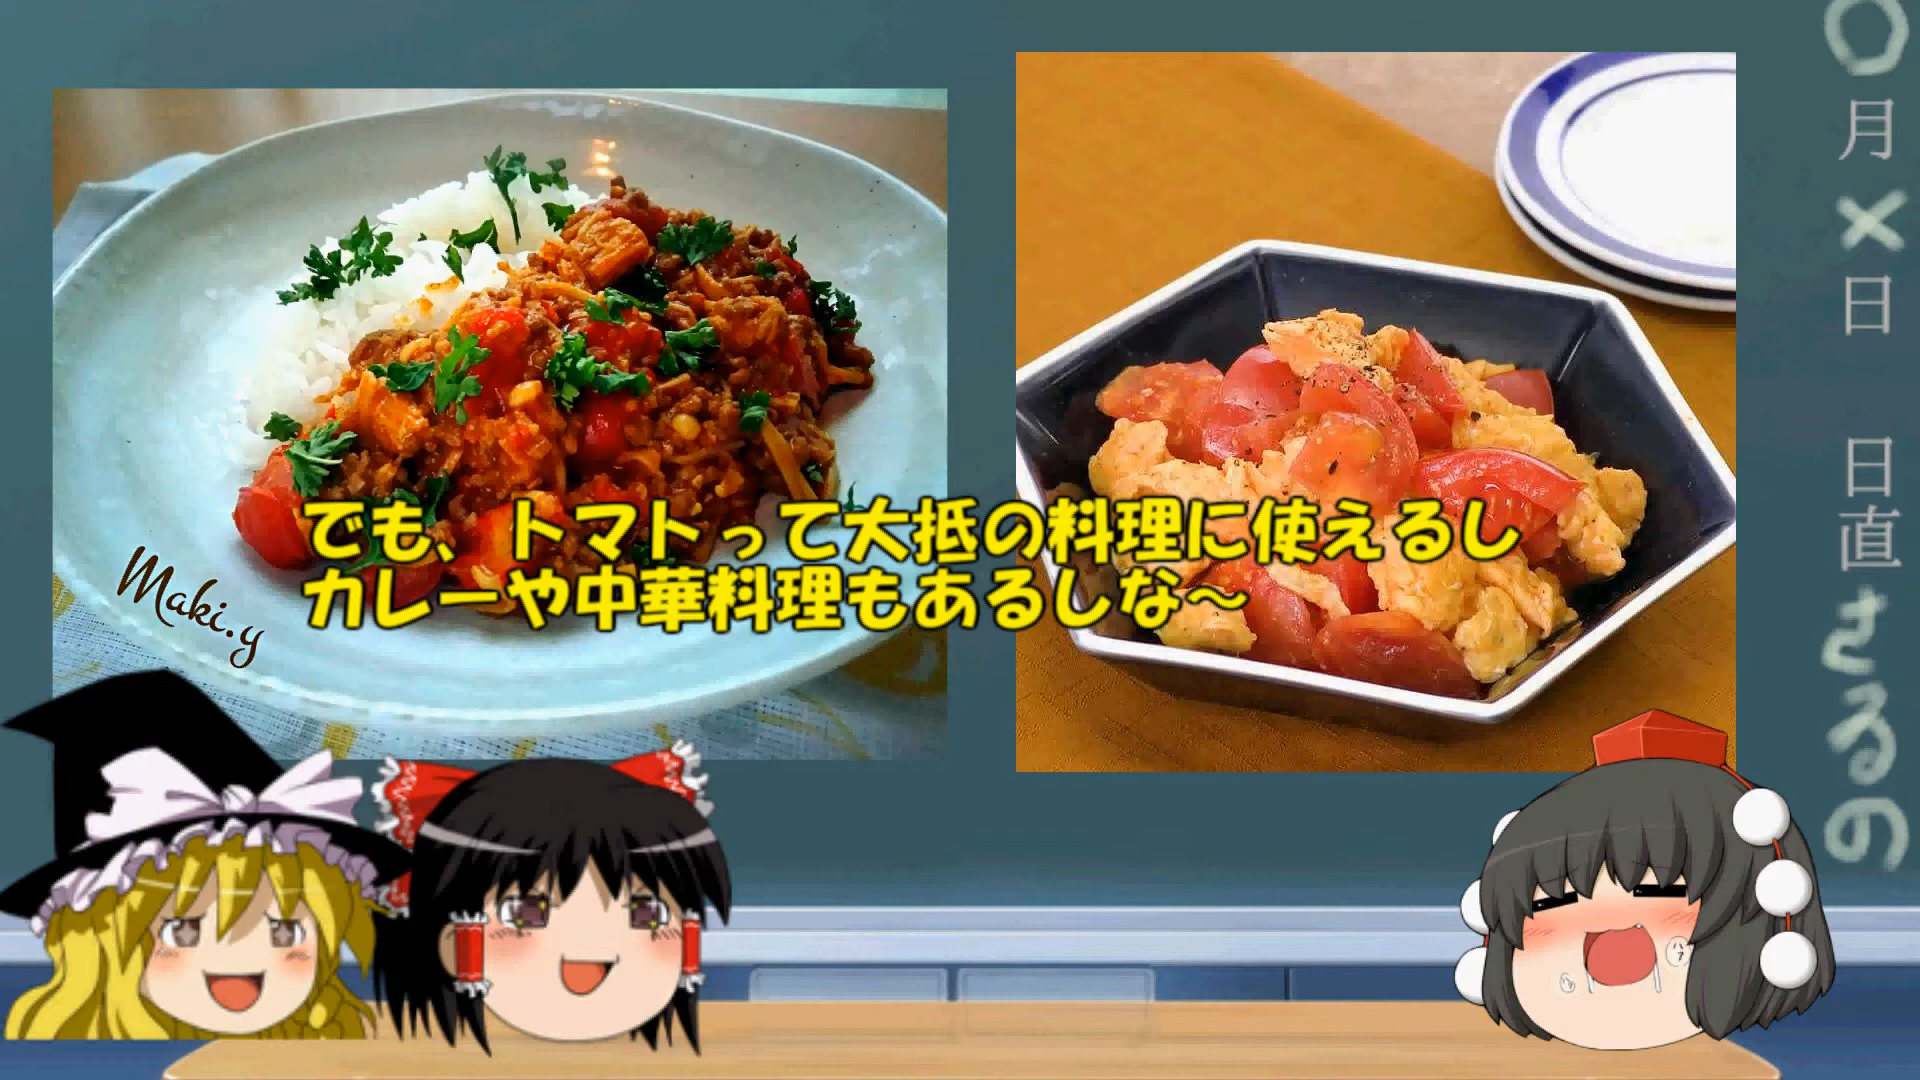 でも、トマトって大抵の料理に使えるし
カレーや中華料理もあるしな～
Maki.y
〇月×日 日直さるの